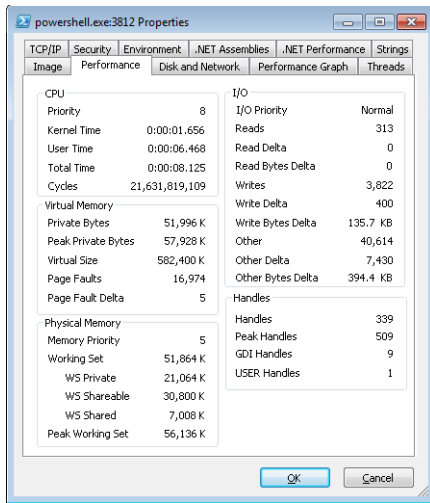 powershell.exe:3812 Properties
TCP/IP Security Environment .NET Assemblies .NET Performance Strings
Image Performance Disk and Network Performance Graph Threads
CPU
Priority 8
Kernel Time 0:00:01.656
User Time 0:00:06.468
Total Time 0:00:08.125
Cycles 21,631,819,109
Virtual Memory
Private Bytes 51,996 K
Peak Private Bytes 57,928 K
Virtual Size 582,400 K
Page Faults 16,974
Page Fault Delta 5
Physical Memory
Memory Priority 5
Working Set 51,864 K
WS Private 21,064 K
WS Shareable 30,800 K
WS Shared 7,008 K
Peak Working Set 56,136 K
I/O
I/O Priority Normal
Reads 313
Read Delta 0
Read Bytes Delta 0
Writes 3,822
Write Delta 400
Write Bytes Delta 135.7 KB
Other 40,614
Other Delta 7,430
Other Bytes Delta 394.4 KB
Handles
Handles 339
Peak Handles 509
GDI Handles 9
USER Handles 1
OK Cancel